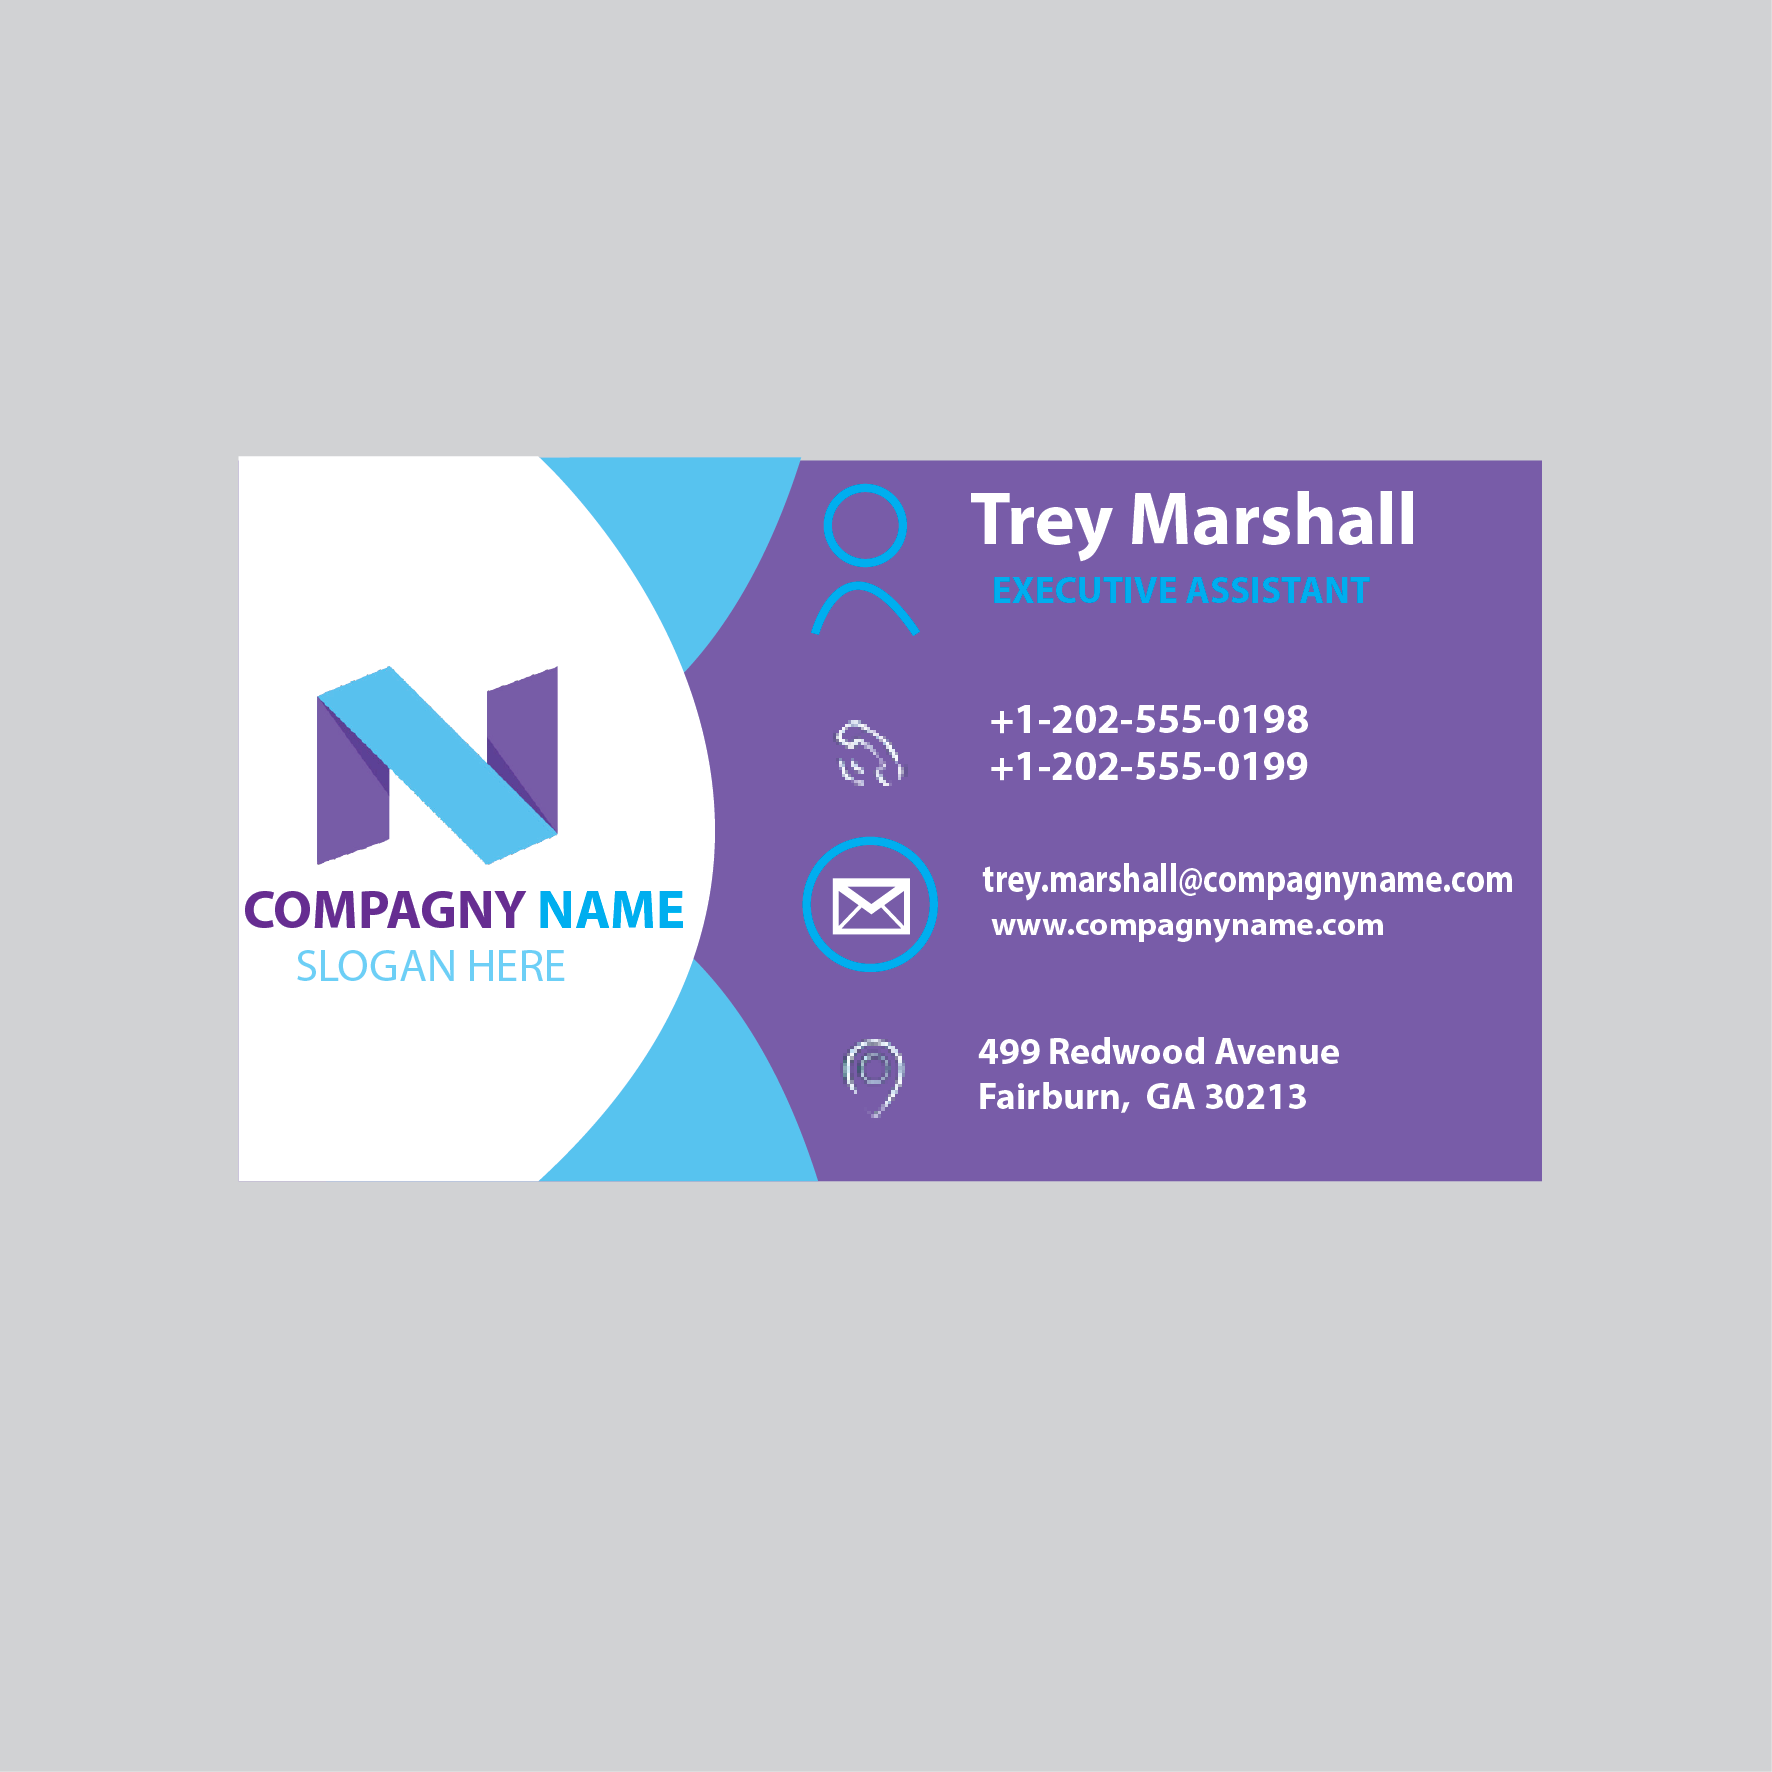 COMPAGNY NAME
SLOGAN HERE
Trey Marshall
EXECUTIVE ASSISTANT
+1-202-555-0198
+1-202-555-0199
trey.marshall@compagnyname.com
www.compagnyname.com
499 Redwood Avenue
Fairburn, GA 30213